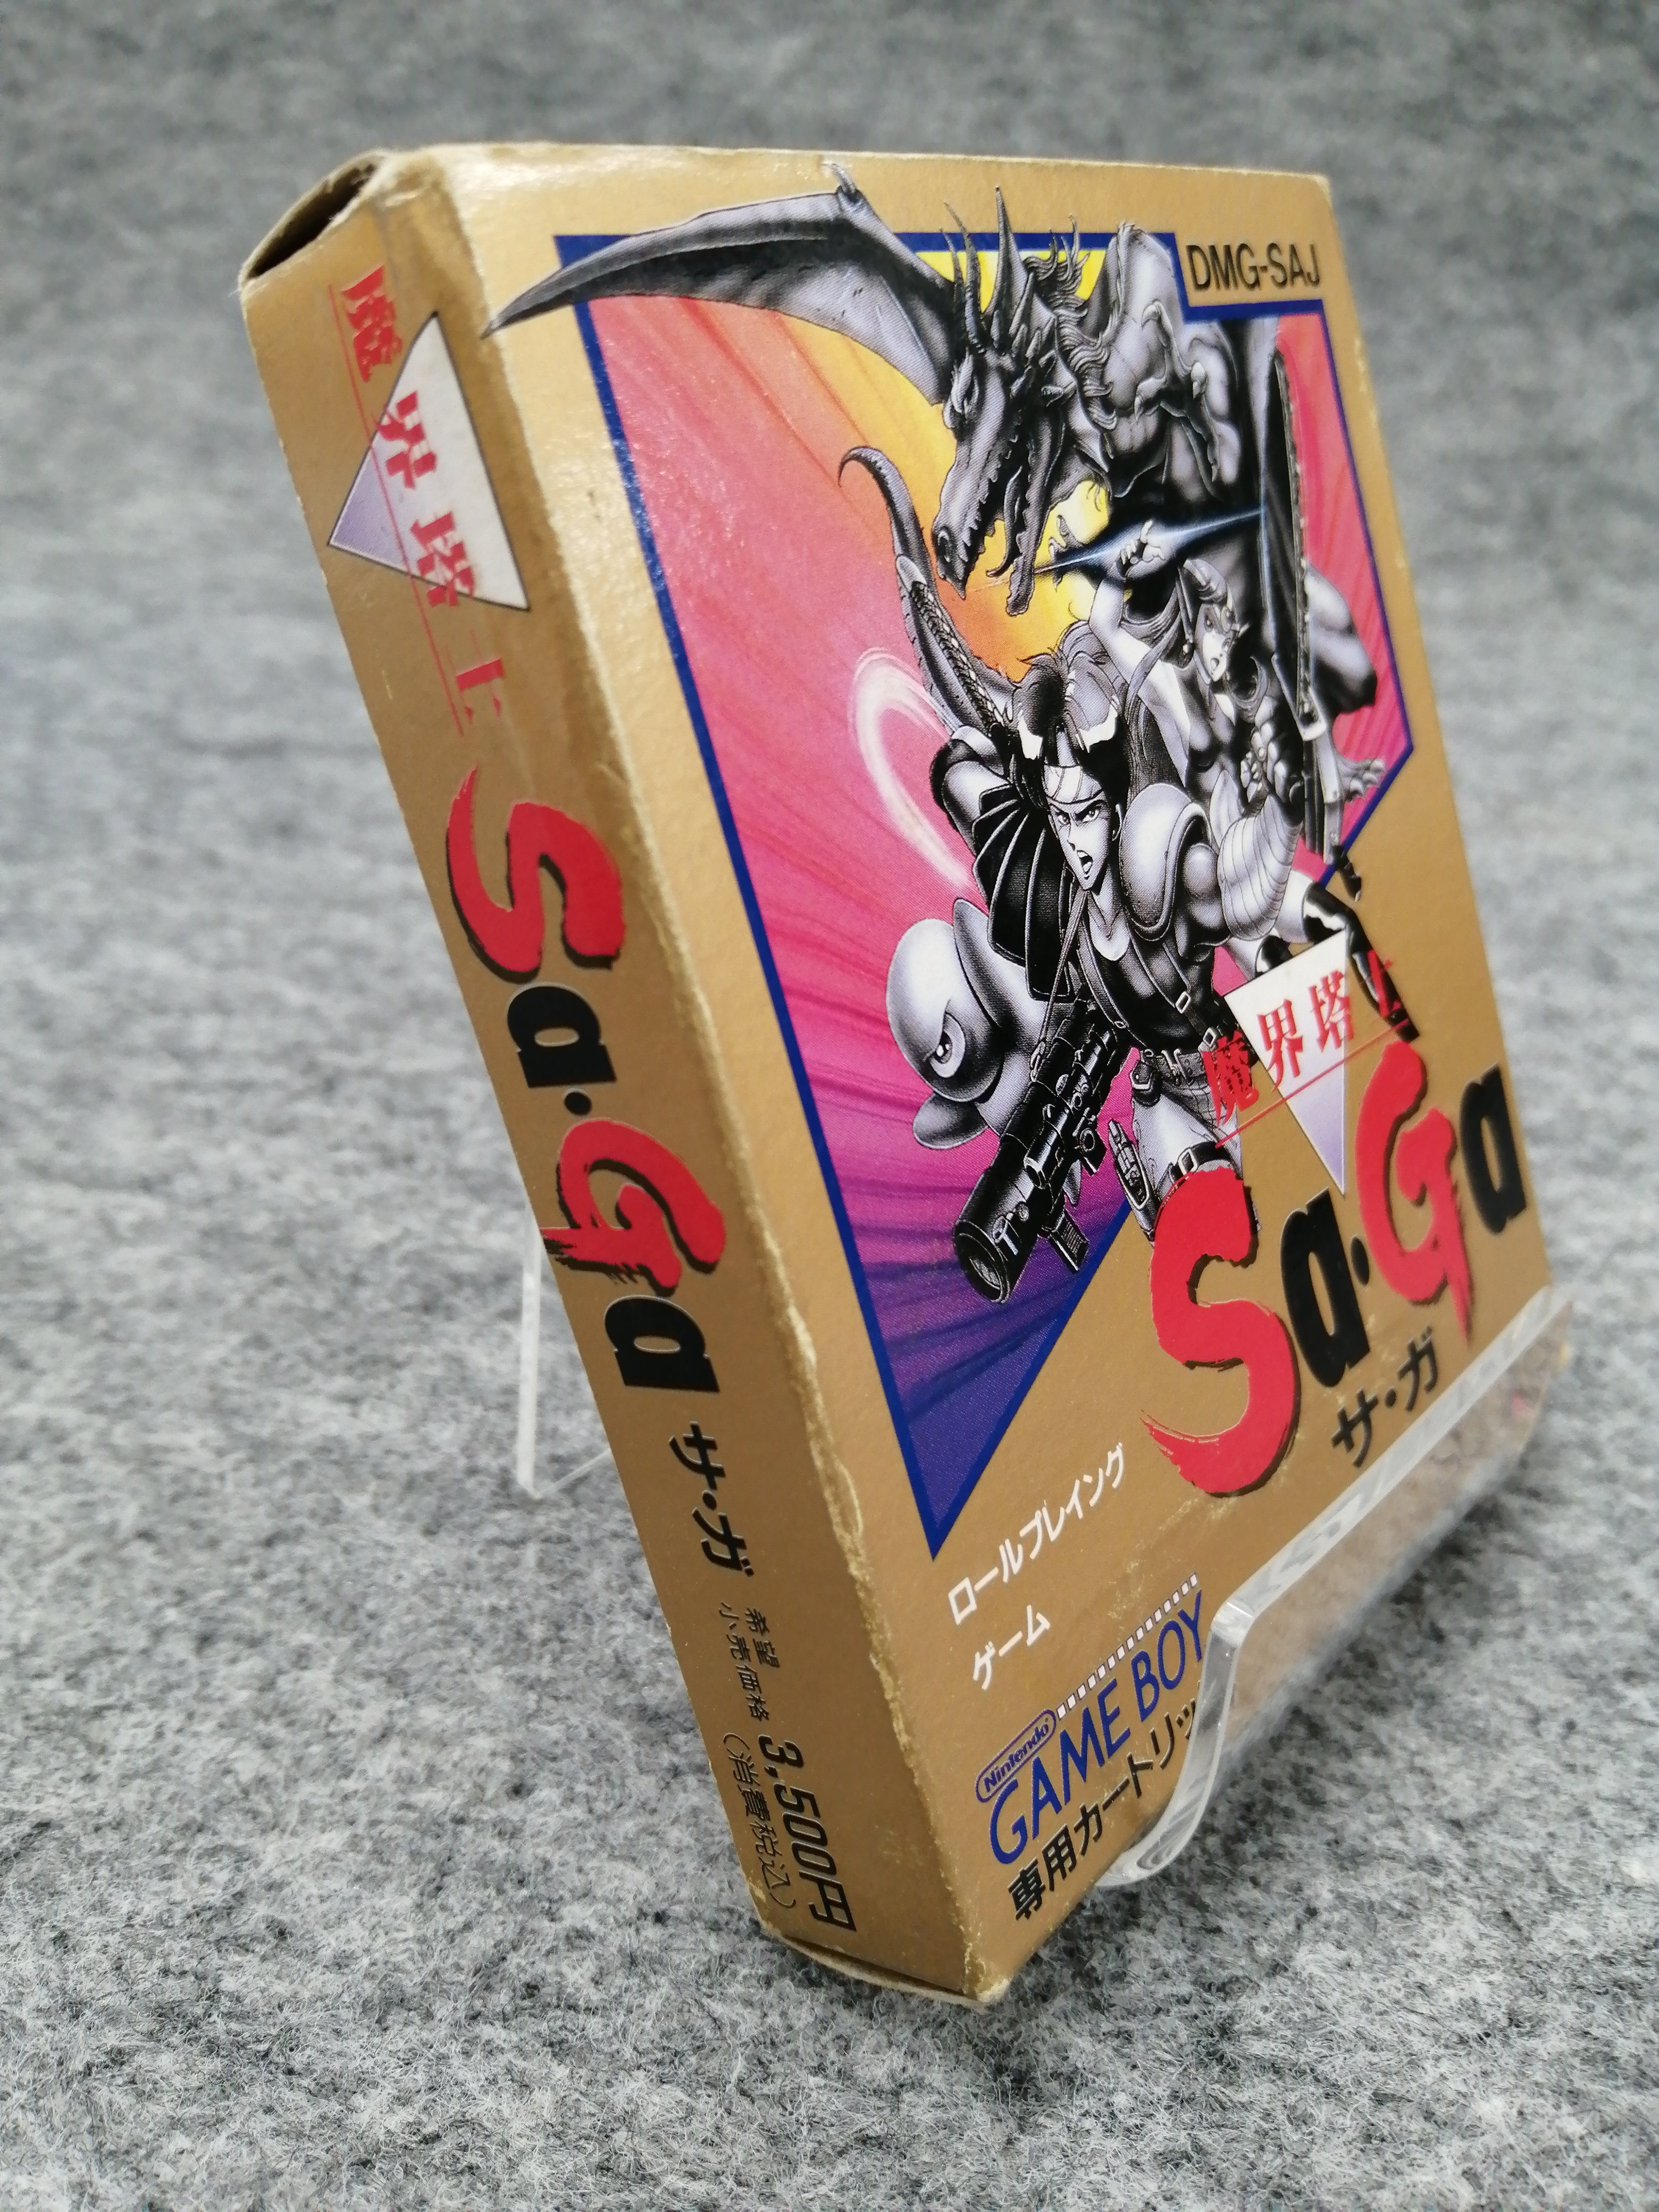 魔界塔士
Sa・Ga
サ・ガ
希望
小売価格
3,500円
(消費税込)
DMG-SAJ
魔界塔士
Sa・Ga
サ・ガ
ロールプレイング
ゲーム
Nintendo
GAME BOY
専用カートリッ